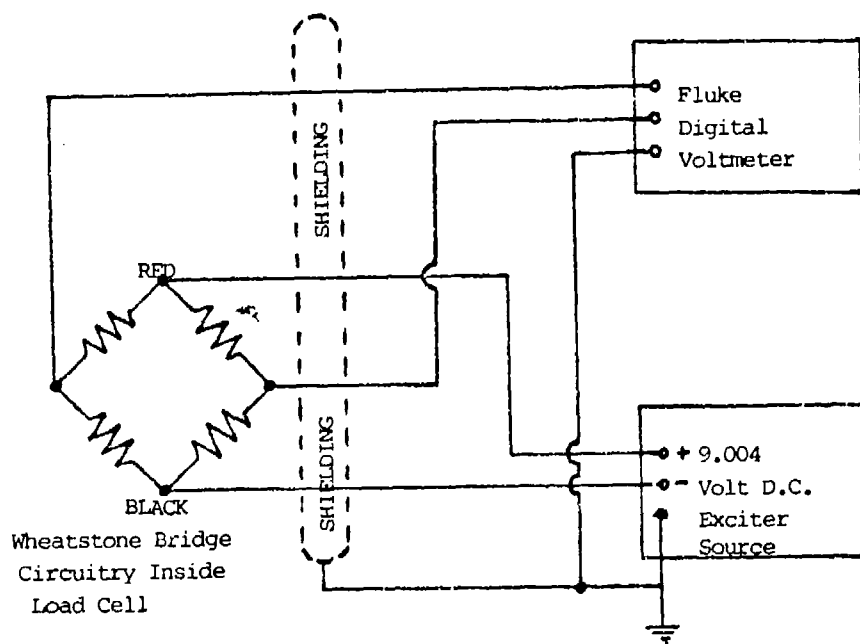 Fluke
Digital
Voltmeter
SHIELDING
RED
SHIELDING
+ 9.004
- Volt D.C.
Exciter
Source
BLACK
Wheatstone Bridge
Circuitry Inside
Load Cell